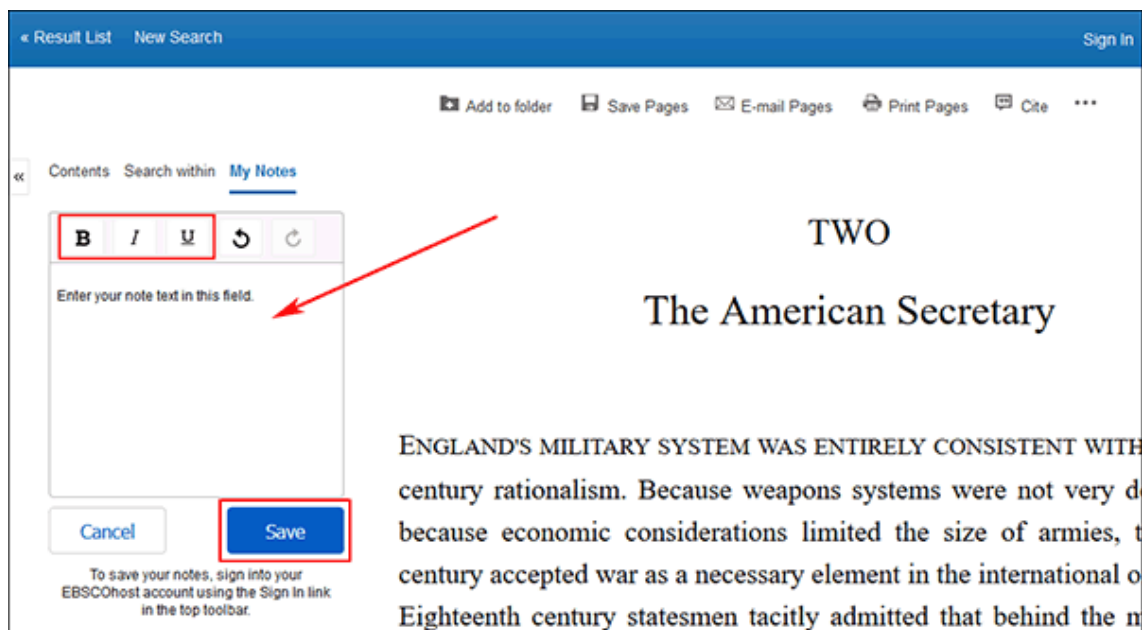 « Result List New Search Sign In
Add to folder Save Pages E-mail Pages Print Pages Cite •••
« Contents Search within My Notes
B I U
Enter your note text in this field.
Cancel Save
To save your notes, sign into your
EBSCOhost account using the Sign In link
in the top toolbar.
TWO
The American Secretary
ENGLAND'S MILITARY SYSTEM WAS ENTIRELY CONSISTENT WITH
century rationalism. Because weapons systems were not very d
because economic considerations limited the size of armies, t
century accepted war as a necessary element in the international o
Eighteenth century statesmen tacitly admitted that behind the m